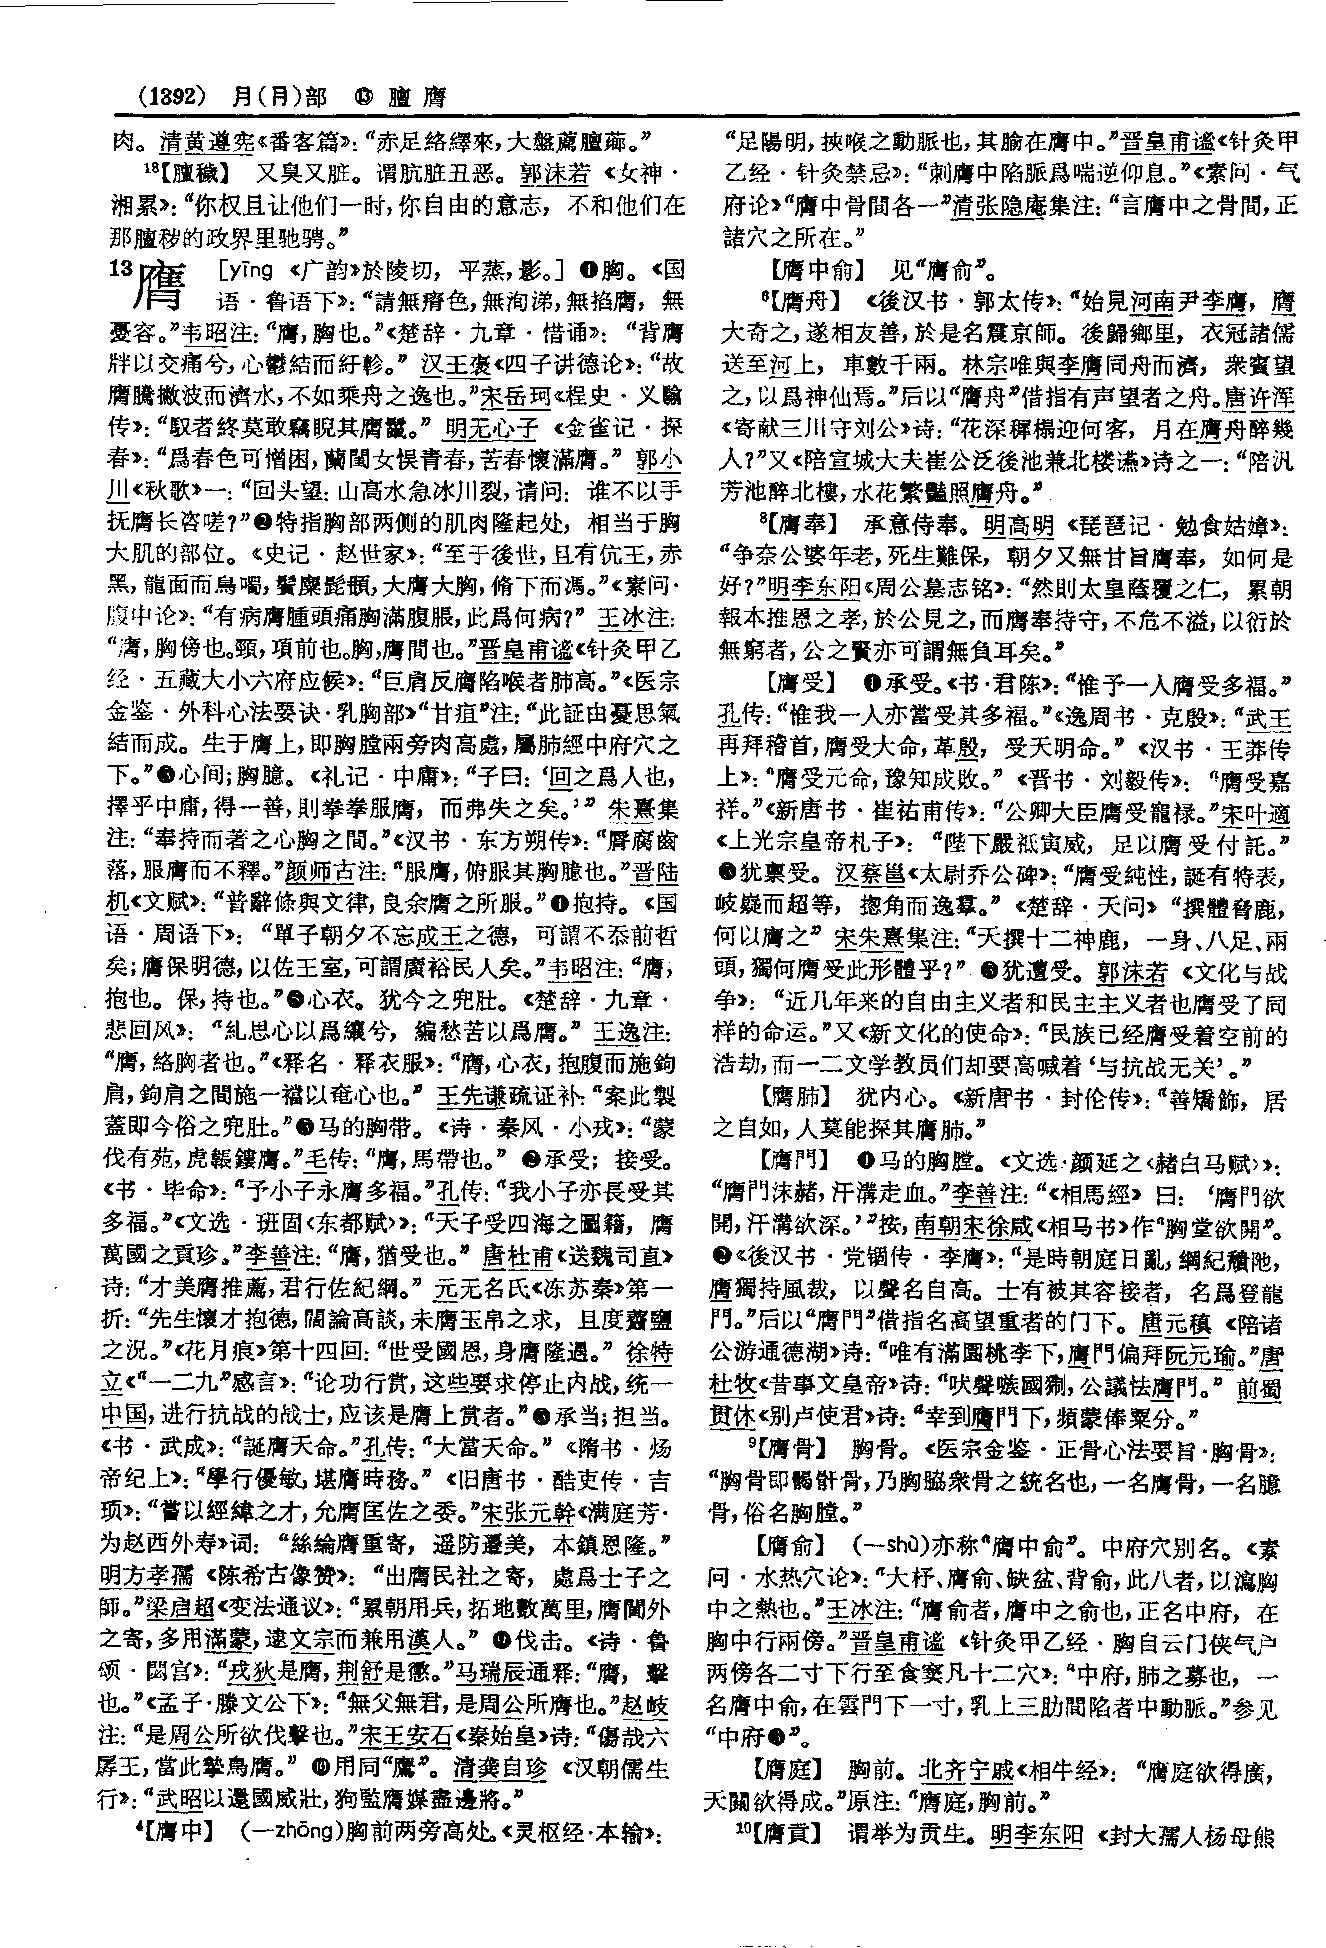 (1392) 月(⺼)部 ⑬ 膻 膺
肉。清黄遵宪《番客篇》：“赤足絡繹來，大盤薦膻薌。”
¹⁸【膻穢】 又臭又脏。谓肮脏丑恶。郭沫若《女神·
湘累》：“你权且让他们一时，你自由的意志，不和他们在
那膻秽的政界里驰骋。”
13膺 [yīng《广韵》於陵切，平蒸，影。]❶胸。《国
语·鲁语下》：“請無瘠色，無洵涕，無掐膺，無
憂容。”韦昭注：“膺，胸也。”《楚辞·九章·惜诵》：“背膺
牉以交痛兮，心鬱結而紆軫。”汉王褒《四子讲德论》：“故
膺騰撇波而濟水，不如乘舟之逸也。”宋岳珂《桯史·义騟
传》：“馭者終莫敢竊睨其膺鬣。”明无心子《金雀记·探
春》：“爲春色可憎困，蘭閨女悮青春，苦春懷滿膺。”郭小
川《秋歌》一：“回头望：山高水急冰川裂，请问：谁不以手
抚膺长咨嗟？”❷特指胸部两侧的肌肉隆起处，相当于胸
大肌的部位。《史记·赵世家》：“至于後世，且有伉王，赤
黑，龍面而鳥噣，鬢麋髭髯，大膺大胸，脩下而馮。”《素问·
腹中论》：“有病膺腫頭痛胸滿腹脹，此爲何病？”王冰注：
“膺，胸傍也。頸，項前也。胸，膺間也。”晋皇甫谧《针灸甲乙
经·五藏大小六府应候》：“巨肩反膺陷喉者肺高。”《医宗
金鉴·外科心法要诀·乳胸部》“甘疽”注：“此証由憂思氣
結而成。生于膺上，即胸膛兩旁肉高處，屬肺經中府穴之
下。”❸心间；胸臆。《礼记·中庸》：“子曰：‘回之爲人也，
擇乎中庸，得一善，則拳拳服膺，而弗失之矣。’”朱熹集
注：“奉持而著之心胸之間。”《汉书·东方朔传》：“脣腐齒
落，服膺而不釋。”颜师古注：“服膺，俯服其胸臆也。”晋陆
机《文赋》：“普辭條與文律，良余膺之所服。”❹抱持。《国
语·周语下》：“單子朝夕不忘成王之德，可謂不忝前哲
矣；膺保明德，以佐王室，可謂廣裕民人矣。”韦昭注：“膺，
抱也。保，持也。”❺心衣。犹今之兜肚。《楚辞·九章·
悲回风》：“糺思心以爲纕兮，編愁苦以爲膺。”王逸注：
“膺，絡胸者也。”《释名·释衣服》：“膺，心衣，抱腹而施鉤
肩，鉤肩之間施一襠以奄心也。”王先谦疏证补：“案此製
蓋即今俗之兜肚。”❻马的胸带。《诗·秦风·小戎》：“蒙
伐有苑，虎韔鏤膺。”毛传：“膺，馬帶也。”❼承受；接受。
《书·毕命》：“予小子永膺多福。”孔传：“我小子亦長受其
多福。”《文选·班固〈东都赋〉》：“天子受四海之圖籍，膺
萬國之貢珍。”李善注：“膺，猶受也。”唐杜甫《送魏司直》
诗：“才美膺推薦，君行佐紀綱。”元无名氏《冻苏秦》第一
折：“先生懷才抱德，闊論高談，未膺玉帛之求，且度虀鹽
之況。”《花月痕》第十四回：“世受國恩，身膺隆遇。”徐特
立《“一二九”感言》：“论功行赏，这些要求停止内战，统一
中国，进行抗战的战士，应该是膺上赏者。”❽承当；担当。
《书·武成》：“誕膺天命。”孔传：“大當天命。”《隋书·炀
帝纪上》：“學行優敏，堪膺時務。”《旧唐书·酷吏传·吉
顼》：“嘗以經緯之才，允膺匡佐之委。”宋张元幹《满庭芳·
为赵西外寿》词：“絲綸膺重寄，遥防遷美，本鎮恩隆。”
明方孝孺《陈希古像赞》：“出膺民社之寄，處爲士子之
師。”梁启超《变法通议》：“累朝用兵，拓地數萬里，膺閫外
之寄，多用滿蒙，逮文宗而兼用漢人。”❾伐击。《诗·鲁
颂·閟宫》：“戎狄是膺，荆舒是懲。”马瑞辰通释：“膺，擊
也。”《孟子·滕文公下》：“無父無君，是周公所膺也。”赵岐
注：“是周公所欲伐擊也。”宋王安石《秦始皇》诗：“傷哉六
孱王，當此摯鳥膺。”❿用同“鷹”。清龚自珍《汉朝儒生
行》：“武昭以還國威壯，狗監膺媒盡邊將。”
⁴【膺中】 (—zhōng)胸前两旁高处。《灵枢经·本输》：
“足陽明，挾喉之動脈也，其腧在膺中。”晋皇甫谧《针灸甲
乙经·针灸禁忌》：“刺膺中陷脈爲喘逆仰息。”《素问·气
府论》“膺中骨間各一”清张隐庵集注：“言膺中之骨間，正
諸穴之所在。”
【膺中俞】 见“膺俞”。
⁶【膺舟】 《後汉书·郭太传》：“始見河南尹李膺，膺
大奇之，遂相友善，於是名震京師。後歸鄉里，衣冠諸儒
送至河上，車數千兩。林宗唯與李膺同舟而濟，衆賓望
之，以爲神仙焉。”后以“膺舟”借指有声望者之舟。唐许浑
《寄献三川守刘公》诗：“花深穉榻迎何客，月在膺舟醉幾
人？”又《陪宣城大夫崔公泛後池兼北楼讌》诗之一：“陪汎
芳池醉北樓，水花繁豔照膺舟。”
⁸【膺奉】 承意侍奉。明高明《琵琶记·勉食姑嫜》：
“争奈公婆年老，死生難保，朝夕又無甘旨膺奉，如何是
好？”明李东阳《周公墓志铭》：“然則太皇蔭覆之仁，累朝
報本推恩之孝，於公見之，而膺奉持守，不危不溢，以衍於
無窮者，公之賢亦可謂無負耳矣。”
【膺受】 ❶承受。《书·君陈》：“惟予一人膺受多福。”
孔传：“惟我一人亦當受其多福。”《逸周书·克殷》：“武王
再拜稽首，膺受大命，革殷，受天明命。”《汉书·王莽传
上》：“膺受元命，豫知成敗。”《晋书·刘毅传》：“膺受嘉
祥。”《新唐书·崔祐甫传》：“公卿大臣膺受寵禄。”宋叶適
《上光宗皇帝札子》：“陛下嚴祗寅威，足以膺受付託。”
❷犹禀受。汉蔡邕《太尉乔公碑》：“膺受純性，誕有特表，
岐嶷而超等，揔角而逸羣。”《楚辞·天问》“撰體脅鹿，
何以膺之”宋朱熹集注：“天撰十二神鹿，一身、八足、兩
頭，獨何膺受此形體乎？”❸犹遭受。郭沫若《文化与战
争》：“近几年来的自由主义者和民主主义者也膺受了同
样的命运。”又《新文化的使命》：“民族已经膺受着空前的
浩劫，而一二文学教员们却要高喊着‘与抗战无关’。”
【膺肺】 犹内心。《新唐书·封伦传》：“善矯飾，居
之自如，人莫能探其膺肺。”
【膺門】 ❶马的胸膛。《文选·颜延之〈赭白马赋〉》：
“膺門沫赭，汗溝走血。”李善注：“《相馬經》曰：‘膺門欲
開，汗溝欲深。’”按，南朝宋徐咸《相马书》作“胸堂欲開”。
❷《後汉书·党锢传·李膺》：“是時朝庭日亂，綱紀穨阤，
膺獨持風裁，以聲名自高。士有被其容接者，名爲登龍
門。”后以“膺門”借指名高望重者的门下。唐元稹《陪诸
公游通德湖》诗：“唯有滿園桃李下，膺門偏拜阮元瑜。”唐
杜牧《昔事文皇帝》诗：“吠聲嗾國猘，公議怯膺門。”前蜀
贯休《别卢使君》诗：“幸到膺門下，頻蒙俸粟分。”
⁹【膺骨】 胸骨。《医宗金鉴·正骨心法要旨·胸骨》：
“胸骨即𩩲骬骨，乃胸脇衆骨之統名也，一名膺骨，一名臆
骨，俗名胸膛。”
【膺俞】 (—shù)亦称“膺中俞”。中府穴别名。《素
问·水热穴论》：“大杼、膺俞、缺盆、背俞，此八者，以瀉胸
中之熱也。”王冰注：“膺俞者，膺中之俞也，正名中府，在
胸中行兩傍。”晋皇甫谧《针灸甲乙经·胸自云门侠气户
两傍各二寸下行至食窦凡十二穴》：“中府，肺之募也，一
名膺中俞，在雲門下一寸，乳上三肋間陷者中動脈。”参见
“中府❸”。
【膺庭】 胸前。北齐宁戚《相牛经》：“膺庭欲得廣，
天關欲得成。”原注：“膺庭，胸前。”
¹⁰【膺貢】 谓举为贡生。明李东阳《封大孺人杨母熊